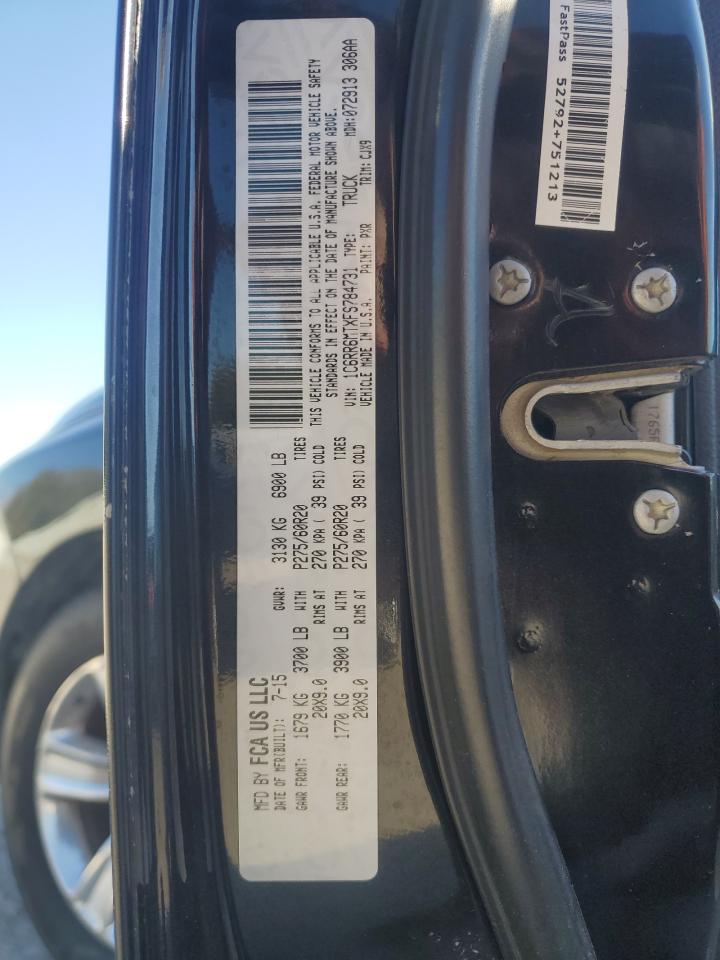 MFD BY FCA US LLC
DATE OF MFR(BUILT): 7-15 GVWR: 3130 KG 6900 LB
GAWR FRONT: 1679 KG 3700 LB WITH P275/60R20 TIRES
20X9.0 RIMS AT 270 KPA ( 39 PSI) COLD
GAWR REAR: 1770 KG 3900 LB WITH P275/60R20 TIRES
20X9.0 RIMS AT 270 KPA ( 39 PSI) COLD
THIS VEHICLE CONFORMS TO ALL APPLICABLE U.S.A. FEDERAL MOTOR VEHICLE SAFETY
STANDARDS IN EFFECT ON THE DATE OF MANUFACTURE SHOWN ABOVE.
VIN: 1C6RR6MTXFS784731 TYPE: TRUCK MDH:072913 306AA
VEHICLE MADE IN U.S.A. PAINT: PXR TRIM: CJX9
FastPass 52792+751213